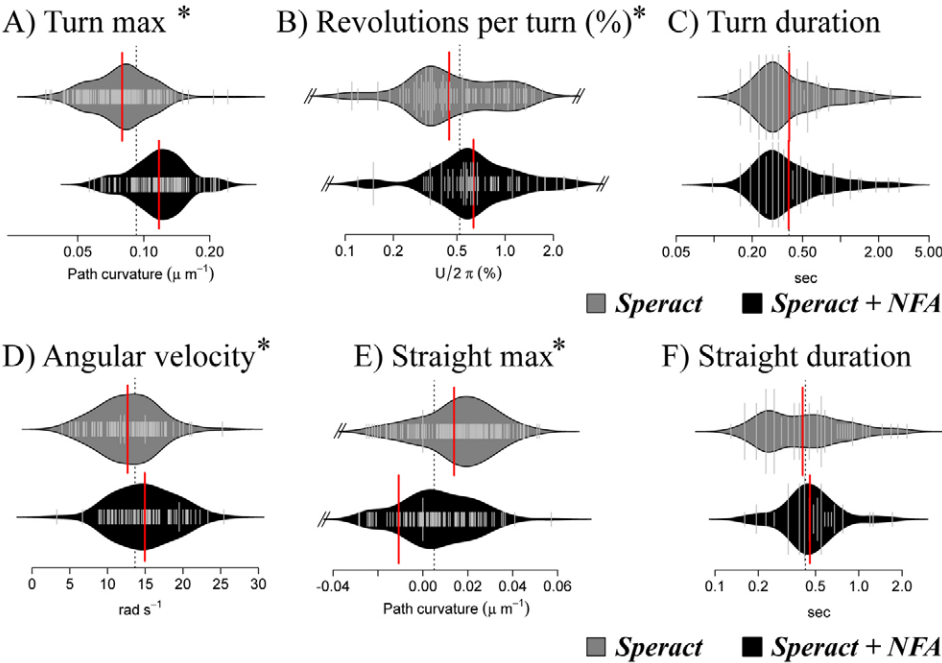 A) Turn max *
B) Revolutions per turn (%)*
C) Turn duration
0.05 0.10 0.20
Path curvature (μ m⁻¹)
0.1 0.2 0.5 1.0 2.0
U/2 π (%)
0.05 0.20 0.50 2.00 5.00
sec
Speract Speract + NFA
D) Angular velocity*
E) Straight max*
F) Straight duration
0 5 10 15 20 25 30
rad s⁻¹
-0.04 0.00 0.02 0.04 0.06
Path curvature (μ m⁻¹)
0.1 0.2 0.5 1.0 2.0
sec
Speract Speract + NFA